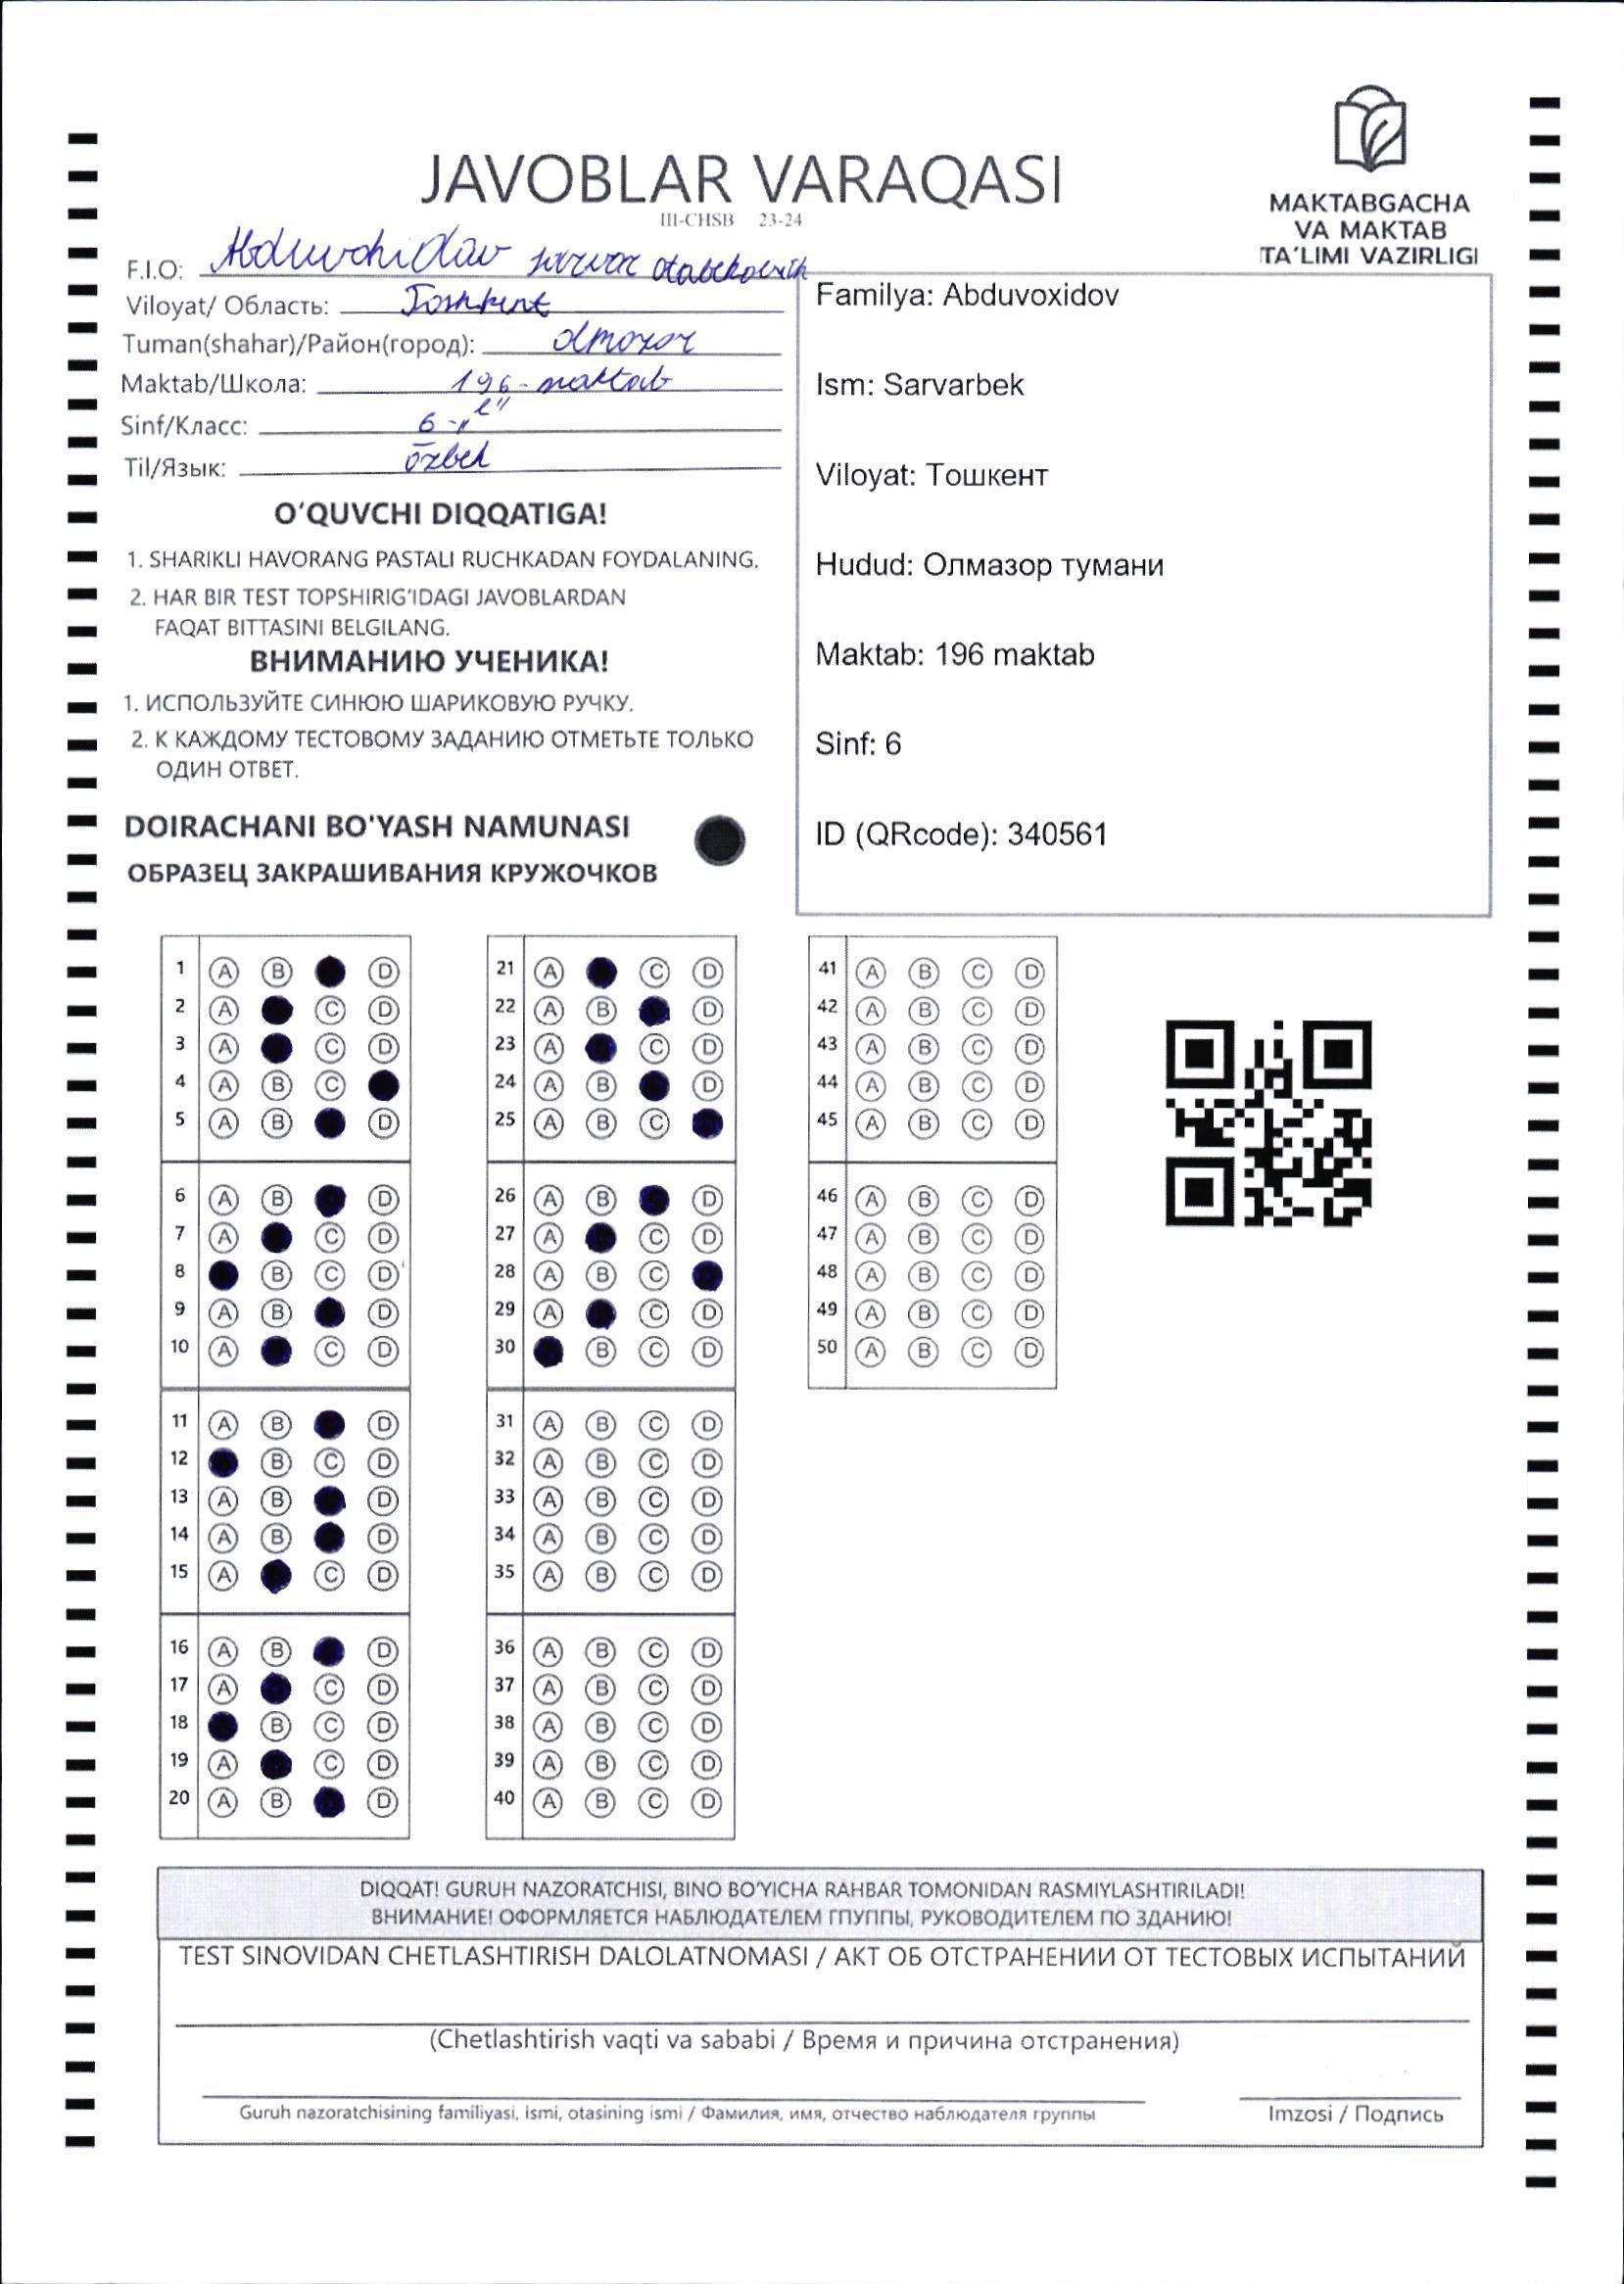 JAVOBLAR VARAQASI
III-CHSB 23-24
MAKTABGACHA
VA MAKTAB
TA'LIMI VAZIRLIGI
F.I.O: Abduvohidov sarvar otabekovich
Viloyat/ Область: Toshkent
Tuman(shahar)/Район(город): olmozor
Maktab/Школа: 196-maktab
Sinf/Класс: 6-"e"
Til/Язык: ōzbek
Familya: Abduvoxidov
Ism: Sarvarbek
Viloyat: Тошкент
Hudud: Олмазор тумани
Maktab: 196 maktab
Sinf: 6
ID (QRcode): 340561
O'QUVCHI DIQQATIGA!
1. SHARIKLI HAVORANG PASTALI RUCHKADAN FOYDALANING.
2. HAR BIR TEST TOPSHIRIG'IDAGI JAVOBLARDAN
FAQAT BITTASINI BELGILANG.
ВНИМАНИЮ УЧЕНИКА!
1. ИСПОЛЬЗУЙТЕ СИНЮЮ ШАРИКОВУЮ РУЧКУ.
2. К КАЖДОМУ ТЕСТОВОМУ ЗАДАНИЮ ОТМЕТЬТЕ ТОЛЬКО
ОДИН ОТВЕТ.
DOIRACHANI BO'YASH NAMUNASI
ОБРАЗЕЦ ЗАКРАШИВАНИЯ КРУЖОЧКОВ
1 A B D
2 A C D
3 A C D
4 A B C
5 A B D
6 A B D
7 A C D
8 B C D
9 A B D
10 A C D
11 A B D
12 B C D
13 A B D
14 A B D
15 A C D
16 A B D
17 A C D
18 B C D
19 A C D
20 A B D
21 A C D
22 A B D
23 A C D
24 A B D
25 A B C
26 A B D
27 A C D
28 A B C
29 A C D
30 B C D
31 A B C D
32 A B C D
33 A B C D
34 A B C D
35 A B C D
36 A B C D
37 A B C D
38 A B C D
39 A B C D
40 A B C D
41 A B C D
42 A B C D
43 A B C D
44 A B C D
45 A B C D
46 A B C D
47 A B C D
48 A B C D
49 A B C D
50 A B C D
DIQQAT! GURUH NAZORATCHISI, BINO BO'YICHA RAHBAR TOMONIDAN RASMIYLASHTIRILADI!
ВНИМАНИЕ! ОФОРМЛЯЕТСЯ НАБЛЮДАТЕЛЕМ ГПУППЫ, РУКОВОДИТЕЛЕМ ПО ЗДАНИЮ!
TEST SINOVIDAN CHETLASHTIRISH DALOLATNOMASI / АКТ ОБ ОТСТРАНЕНИИ ОТ ТЕСТОВЫХ ИСПЫТАНИЙ
(Chetlashtirish vaqti va sababi / Время и причина отстранения)
Guruh nazoratchisining familiyasi, ismi, otasining ismi / Фамилия, имя, отчество наблюдателя группы
Imzosi / Подпись